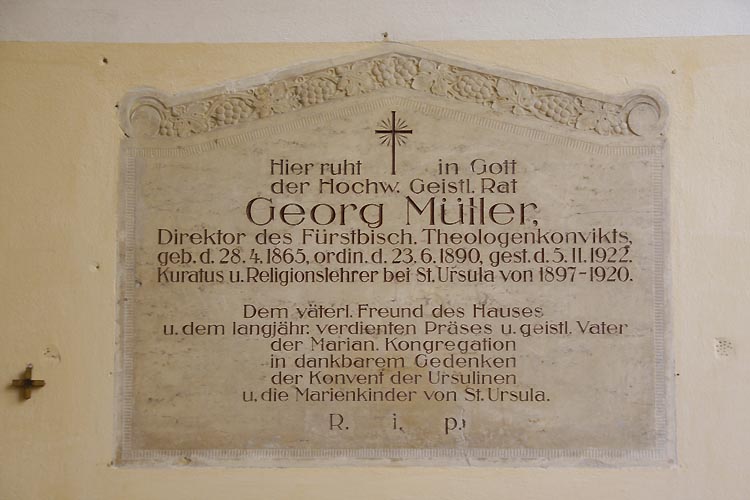 Hier ruht in Gott
der Hochw. Geistl. Rat
Georg Müller,
Direktor des Fürstbisch. Theologenkonvikts,
geb. d. 28. 4. 1865, ordin. d. 23. 6. 1890, gest. d. 5. 11. 1922.
Kuratus u. Religionslehrer bei St. Ursula von 1897-1920.
Dem väterl. Freund des Hauses
u. dem langjähr. verdienten Präses u. geistl. Vater
der Marian. Kongregation
in dankbarem Gedenken
der Konvent der Ursulinen
u. die Marienkinder von St. Ursula.
R. i. p.